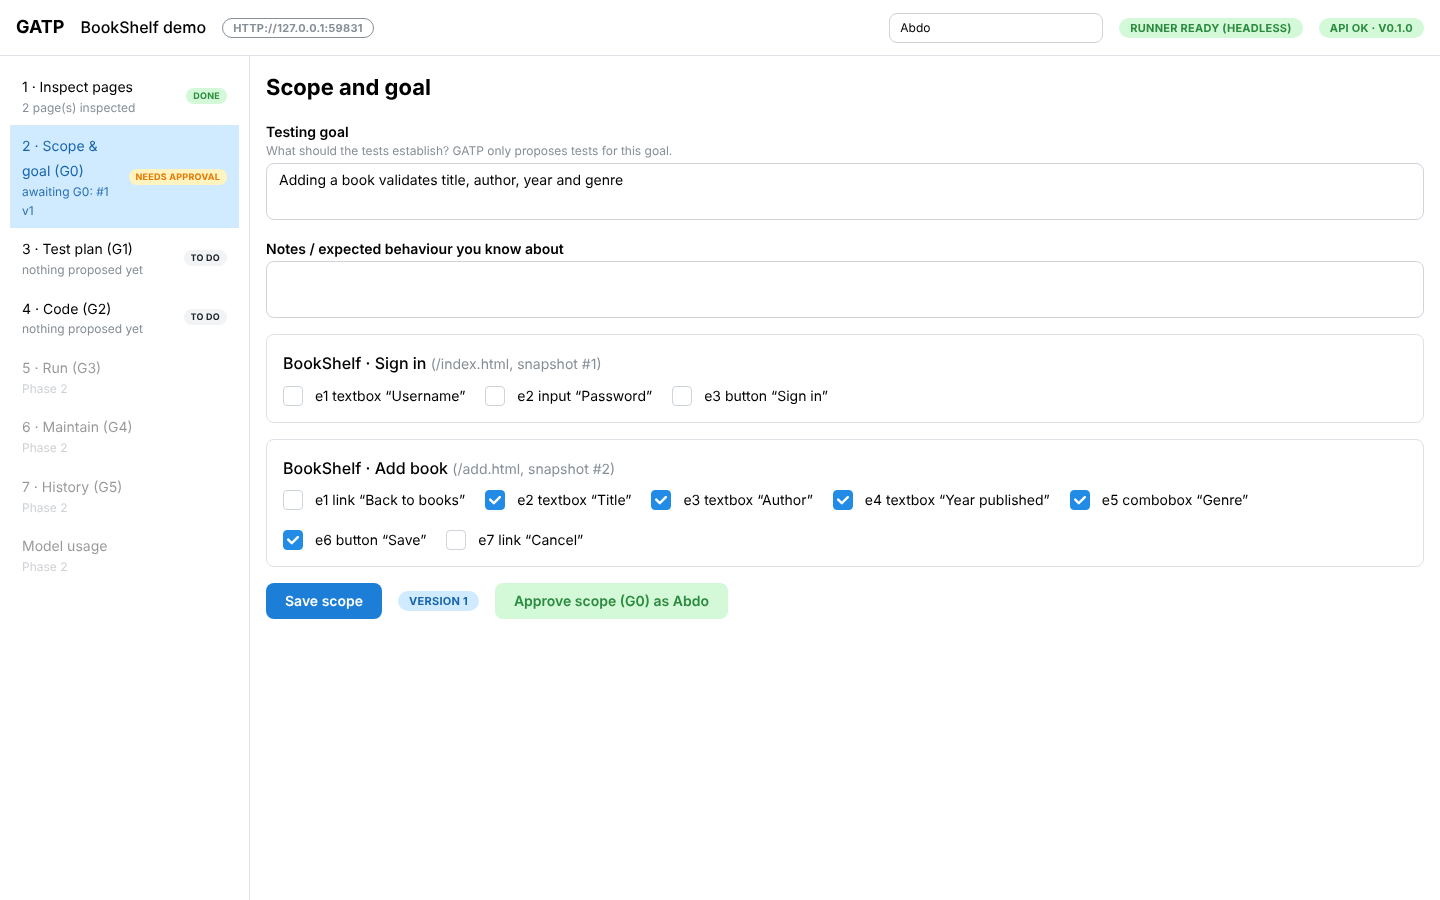 GATP BookShelf demo HTTP://127.0.0.1:59831 Abdo RUNNER READY (HEADLESS) API OK · V0.1.0
1 · Inspect pages
2 page(s) inspected
DONE
2 · Scope &
goal (G0)
awaiting G0: #1
v1
NEEDS APPROVAL
3 · Test plan (G1)
nothing proposed yet
TO DO
4 · Code (G2)
nothing proposed yet
TO DO
5 · Run (G3)
Phase 2
6 · Maintain (G4)
Phase 2
7 · History (G5)
Phase 2
Model usage
Phase 2
Scope and goal
Testing goal
What should the tests establish? GATP only proposes tests for this goal.
Adding a book validates title, author, year and genre
Notes / expected behaviour you know about
BookShelf · Sign in (/index.html, snapshot #1)
e1 textbox “Username” e2 input “Password” e3 button “Sign in”
BookShelf · Add book (/add.html, snapshot #2)
e1 link “Back to books” e2 textbox “Title” e3 textbox “Author” e4 textbox “Year published” e5 combobox “Genre”
e6 button “Save” e7 link “Cancel”
Save scope VERSION 1 Approve scope (G0) as Abdo